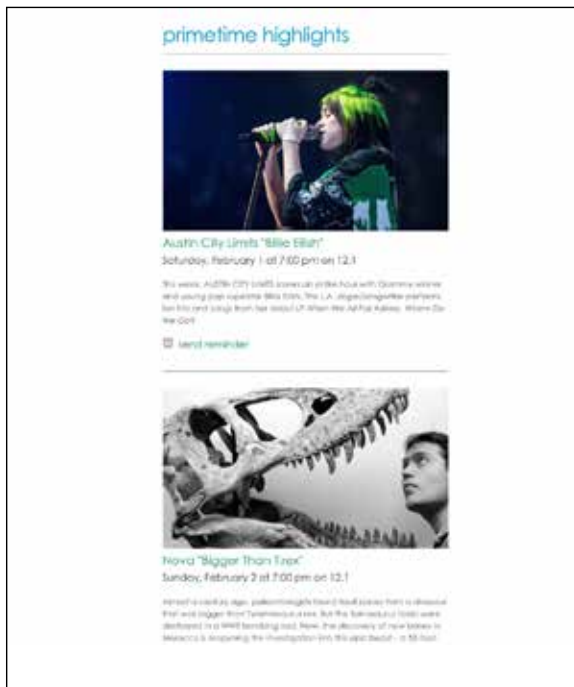 primetime highlights
Austin City Limits "Billie Eilish"
Saturday, February 1 at 7:00 pm on 12.1
This week, AUSTIN CITY LIMITS an entire hour with Grammy winner
and young pop superstar Billie Eilish. The L.A. singer/songwriter performs
her hits and songs from her debut LP When We All Fall Asleep, Where Do
We Go?
send reminder
Nova "Bigger Than T.rex"
Sunday, February 2 at 7:00 pm on 12.1
Almost a century ago, paleontologists found fossil bones from a dinosaur
that was bigger than Tyrannosaurus rex. But the fossils were
destroyed in a WWII bombing raid. Now, the discovery of new bones in
Morocco is reopening the investigation into this epic beast - a 55 foot